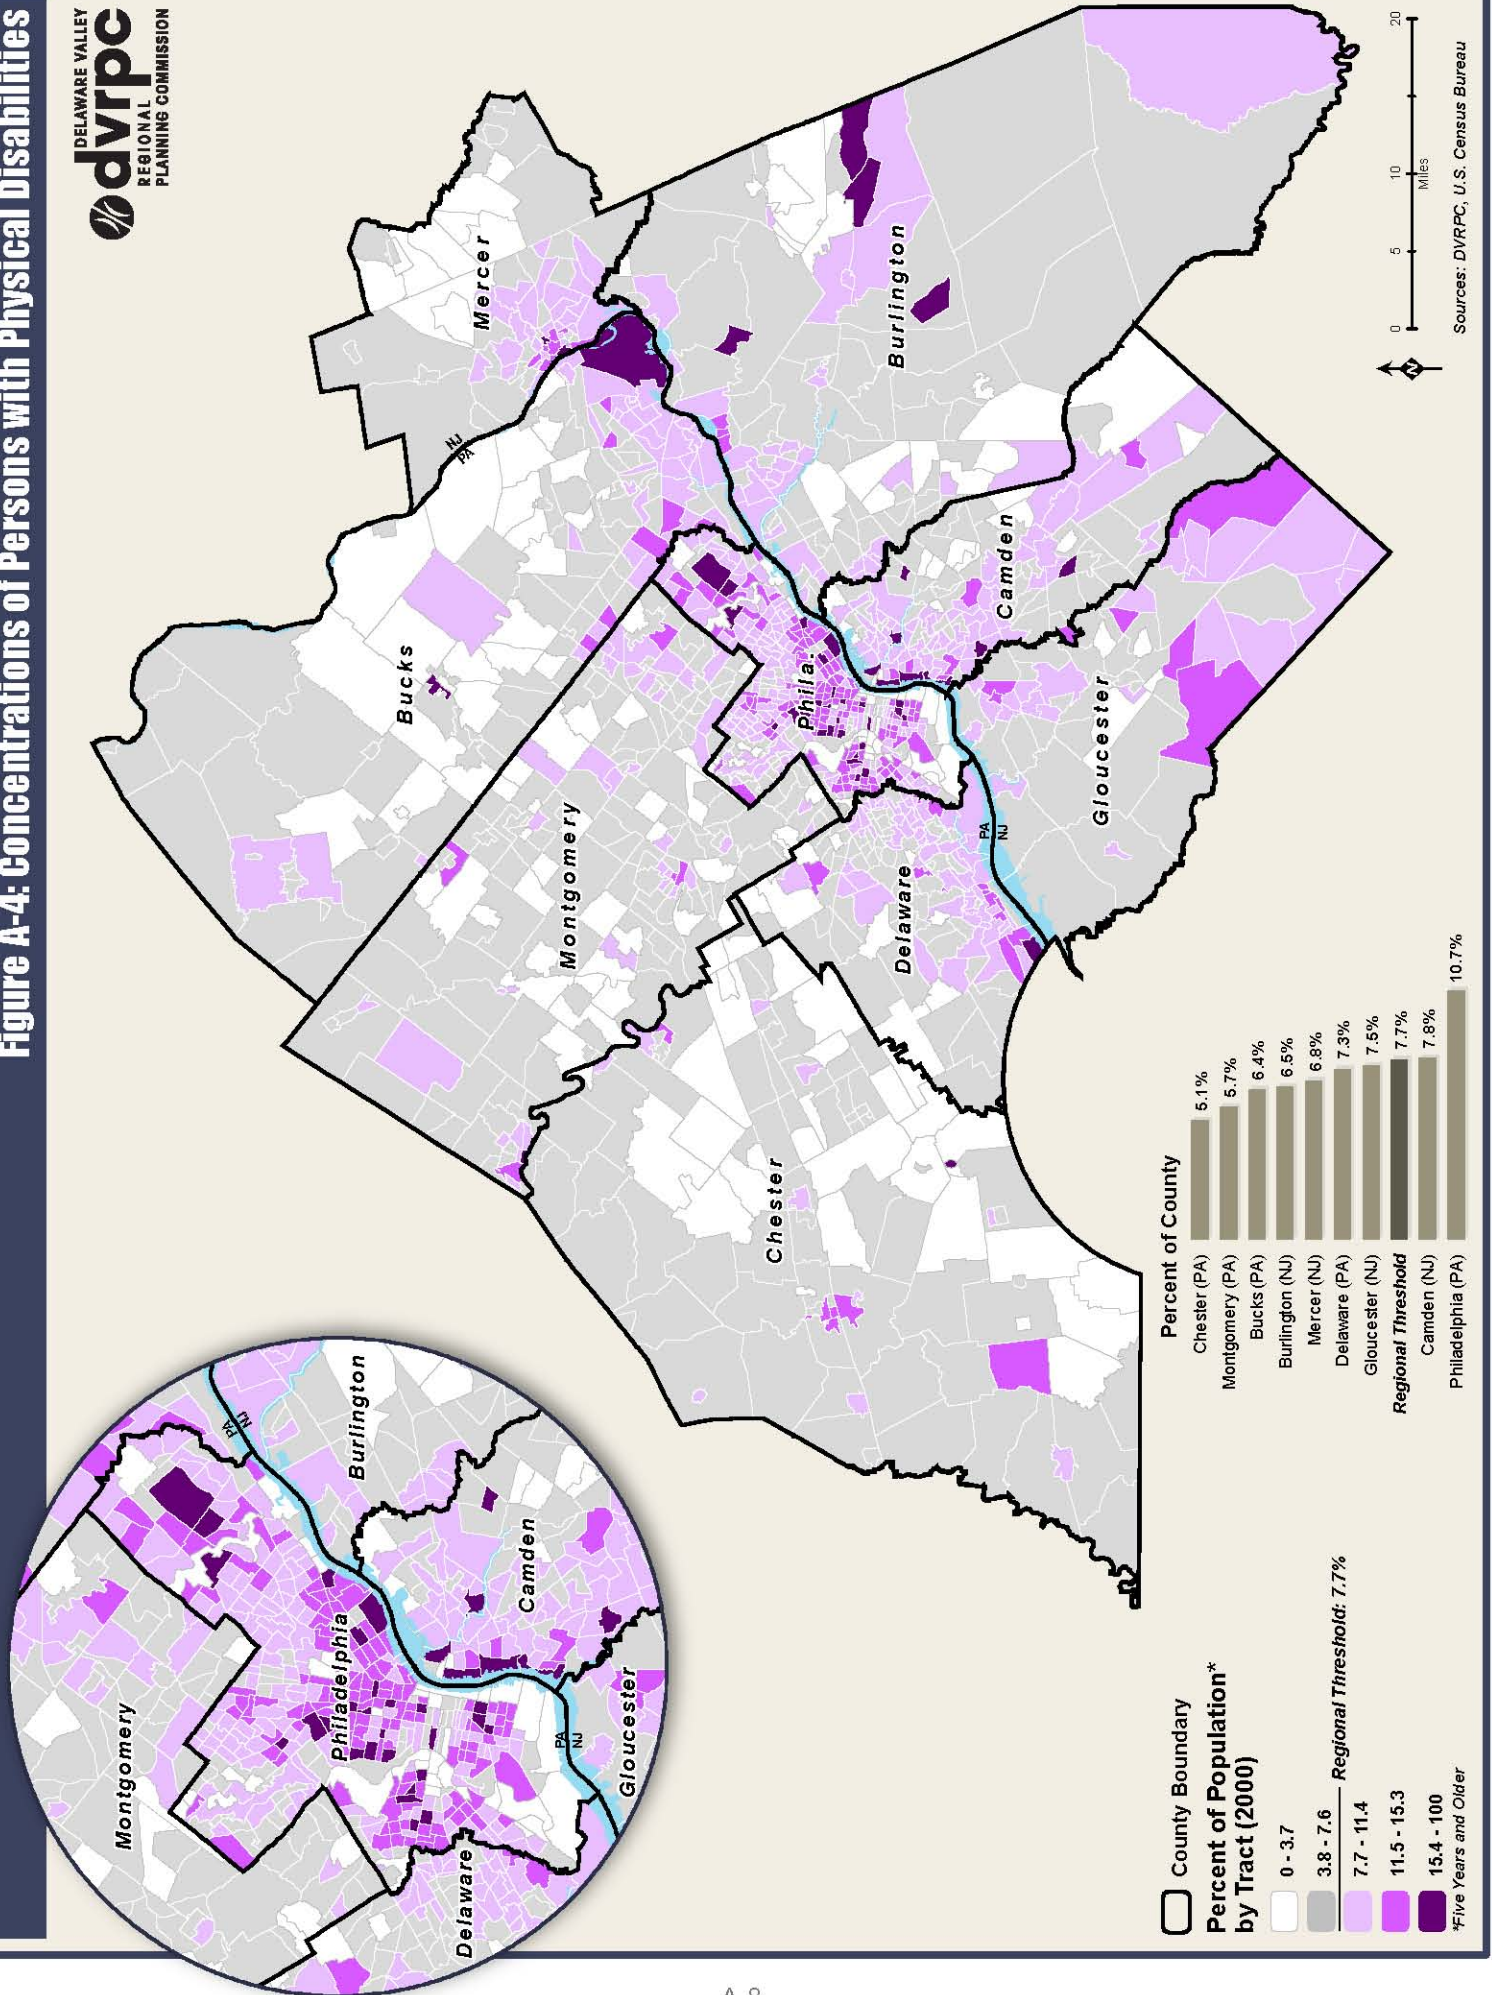 Figure A-4: Concentrations of Persons with Physical Disabilities
DELAWARE VALLEY
dvrpc
REGIONAL
PLANNING COMMISSION
Montgomery
Philadelphia
Delaware
Burlington
Camden
Gloucester
PA
NJ
PA
NJ
Bucks
Mercer
NJ
PA
Montgomery
Phila.
Burlington
Chester
Delaware
Camden
Gloucester
PA
NJ
County Boundary
Percent of Population*
by Tract (2000)
0 - 3.7
3.8 - 7.6
Regional Threshold: 7.7%
7.7 - 11.4
11.5 - 15.3
15.4 - 100
*Five Years and Older
Percent of County
Chester (PA) 5.1%
Montgomery (PA) 5.7%
Bucks (PA) 6.4%
Burlington (NJ) 6.5%
Mercer (NJ) 6.8%
Delaware (PA) 7.3%
Gloucester (NJ) 7.5%
Regional Threshold 7.7%
Camden (NJ) 7.8%
Philadelphia (PA) 10.7%
N
0 5 10 20
Miles
Sources: DVRPC, U.S. Census Bureau